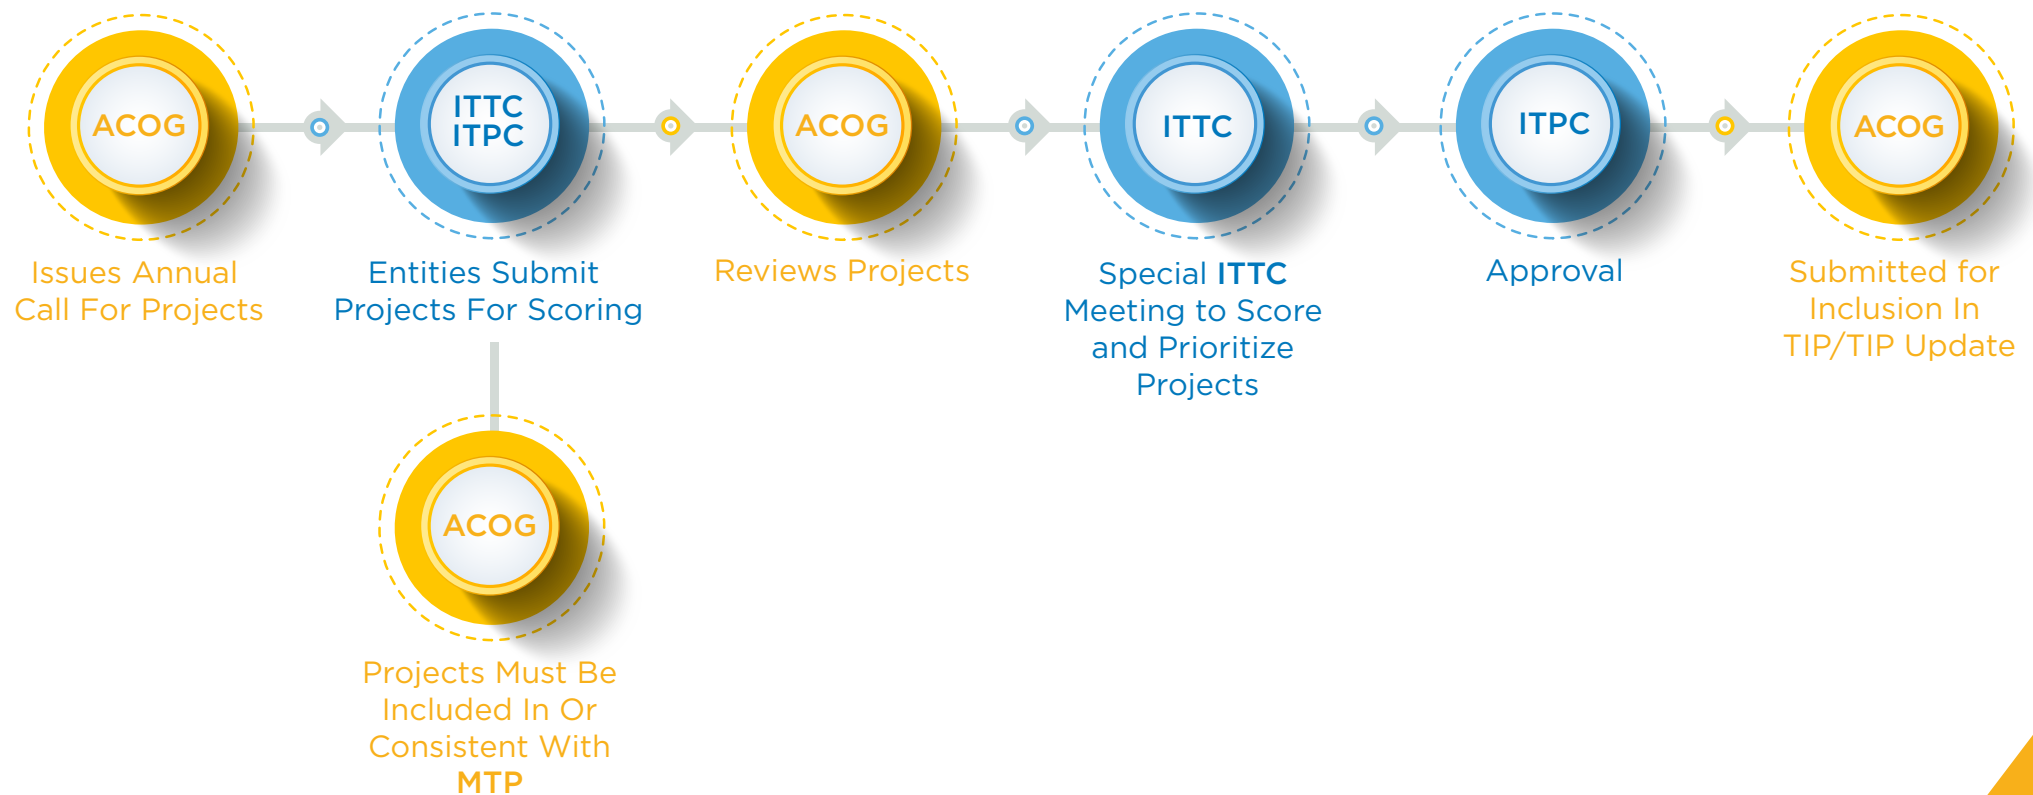 ACOG
Issues Annual
Call For Projects
ITTC
ITPC
Entities Submit
Projects For Scoring
ACOG
Projects Must Be
Included In Or
Consistent With
MTP
ACOG
Reviews Projects
ITTC
Special ITTC
Meeting to Score
and Prioritize
Projects
ITPC
Approval
ACOG
Submitted for
Inclusion In
TIP/TIP Update